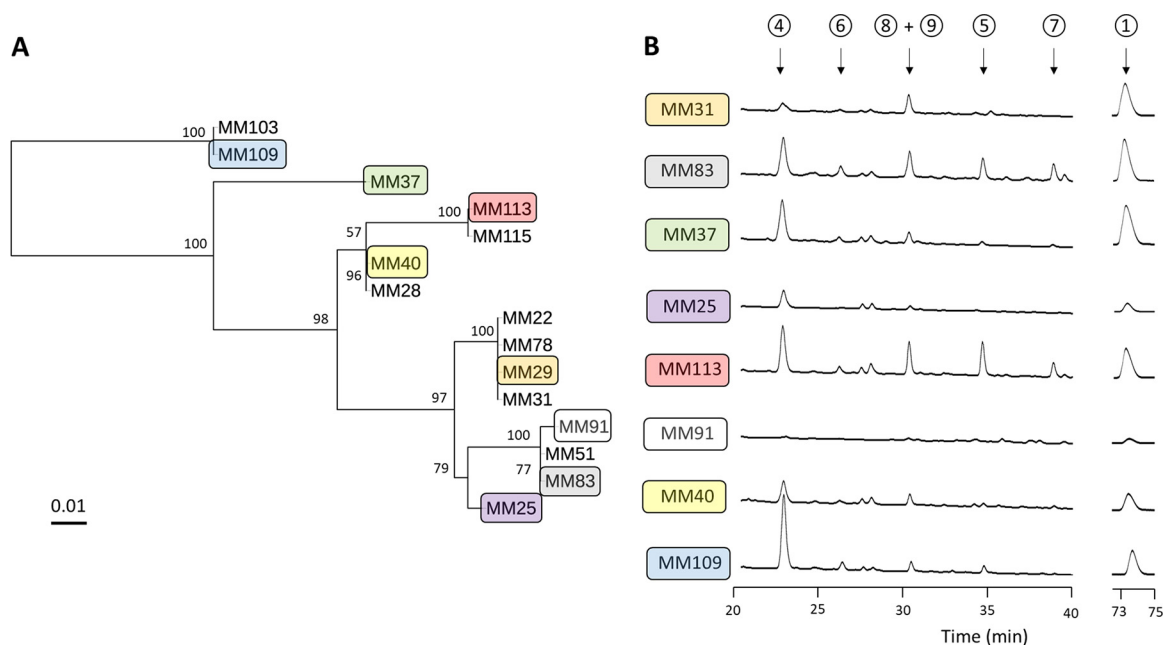 A
100
MM103
MM109
MM37
100
MM113
MM115
57
100
MM40
96
MM28
98
MM22
100
MM78
MM29
MM31
97
MM91
100
MM51
79
77
MM83
MM25
0.01
B
4 6 8 + 9 5 7 1
MM31
MM83
MM37
MM25
MM113
MM91
MM40
MM109
20 25 30 35 40 73 75
Time (min)